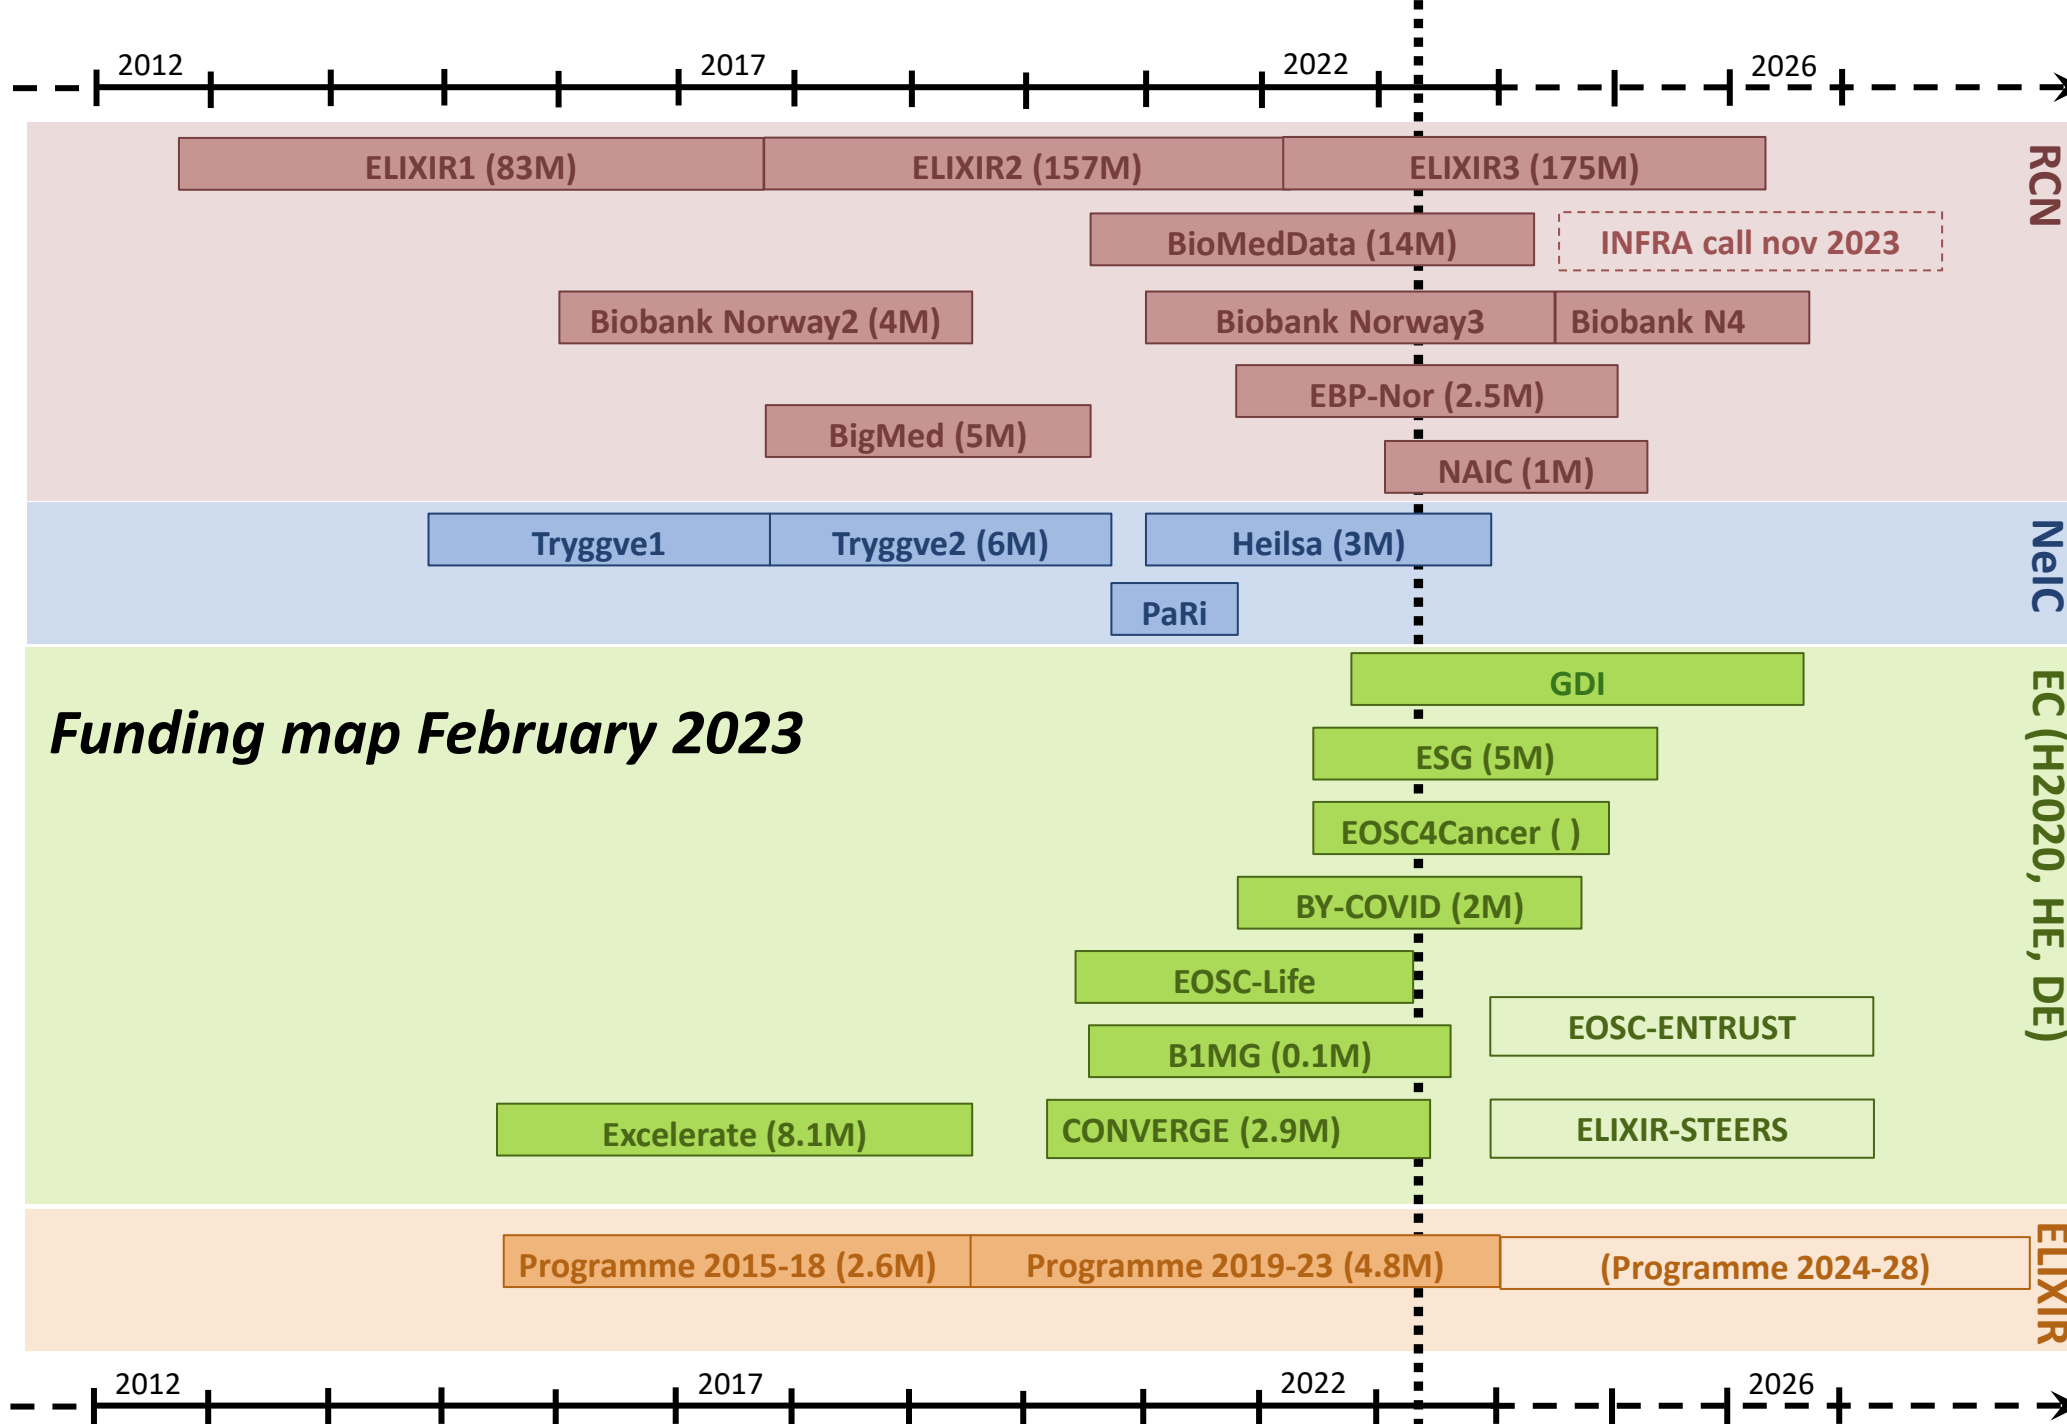 2012 2017 2022 2026
RCN
ELIXIR1 (83M) ELIXIR2 (157M) ELIXIR3 (175M)
BioMedData (14M) INFRA call nov 2023
Biobank Norway2 (4M) Biobank Norway3 Biobank N4
EBP-Nor (2.5M)
BigMed (5M)
NAIC (1M)
NeIC
Tryggve1 Tryggve2 (6M) Heilsa (3M)
PaRi
EC (H2020, HE, DE)
GDI
Funding map February 2023
ESG (5M)
EOSC4Cancer ( )
BY-COVID (2M)
EOSC-Life
EOSC-ENTRUST
B1MG (0.1M)
Excelerate (8.1M) CONVERGE (2.9M) ELIXIR-STEERS
ELIXIR
Programme 2015-18 (2.6M) Programme 2019-23 (4.8M) (Programme 2024-28)
2012 2017 2022 2026